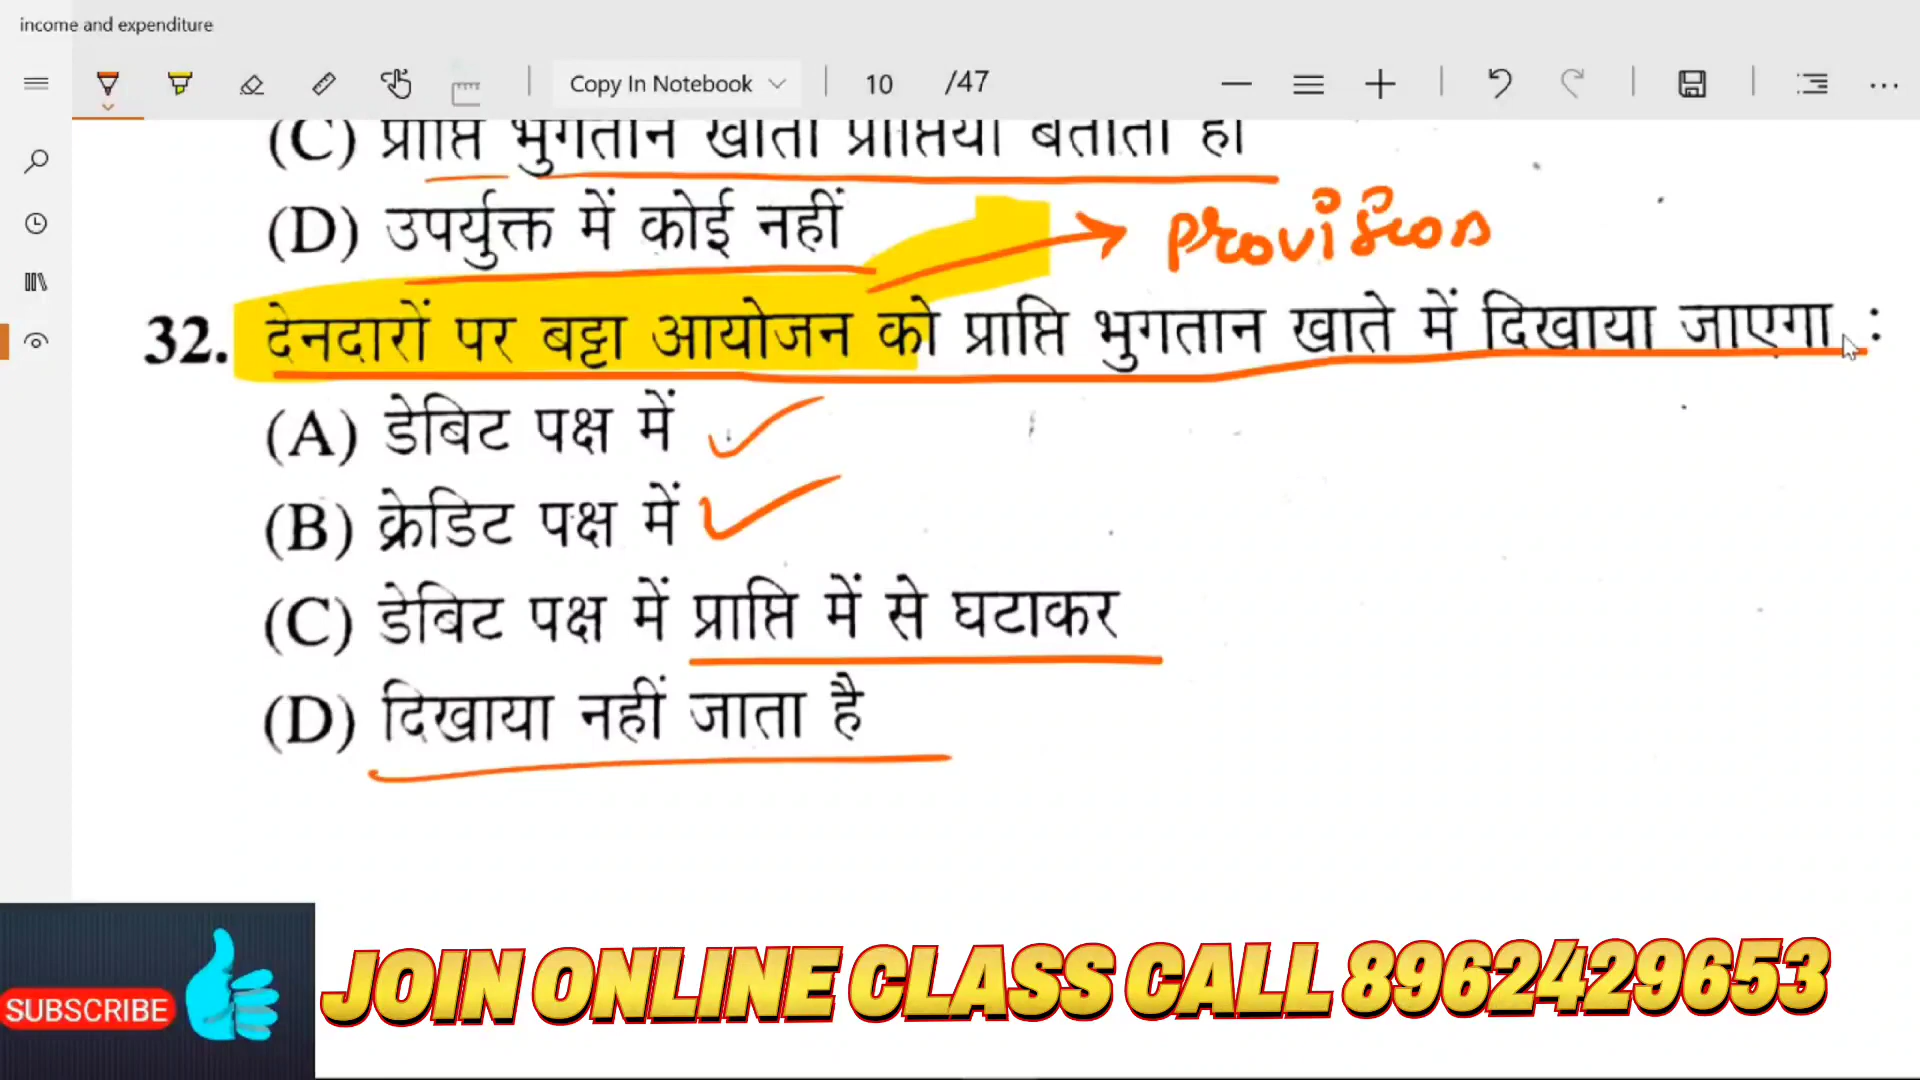 income and expenditure
Copy In Notebook 10 /47
(C) प्राप्ति भुगतान खाता प्राप्तियाँ बताता है।
(D) उपर्युक्त में कोई नहीं
provision
32. देनदारों पर बट्टा आयोजन को प्राप्ति भुगतान खाते में दिखाया जाएगा :
(A) डेबिट पक्ष में
(B) क्रेडिट पक्ष में
(C) डेबिट पक्ष में प्राप्ति में से घटाकर
(D) दिखाया नहीं जाता है
SUBSCRIBE
JOIN ONLINE CLASS CALL 8962429653